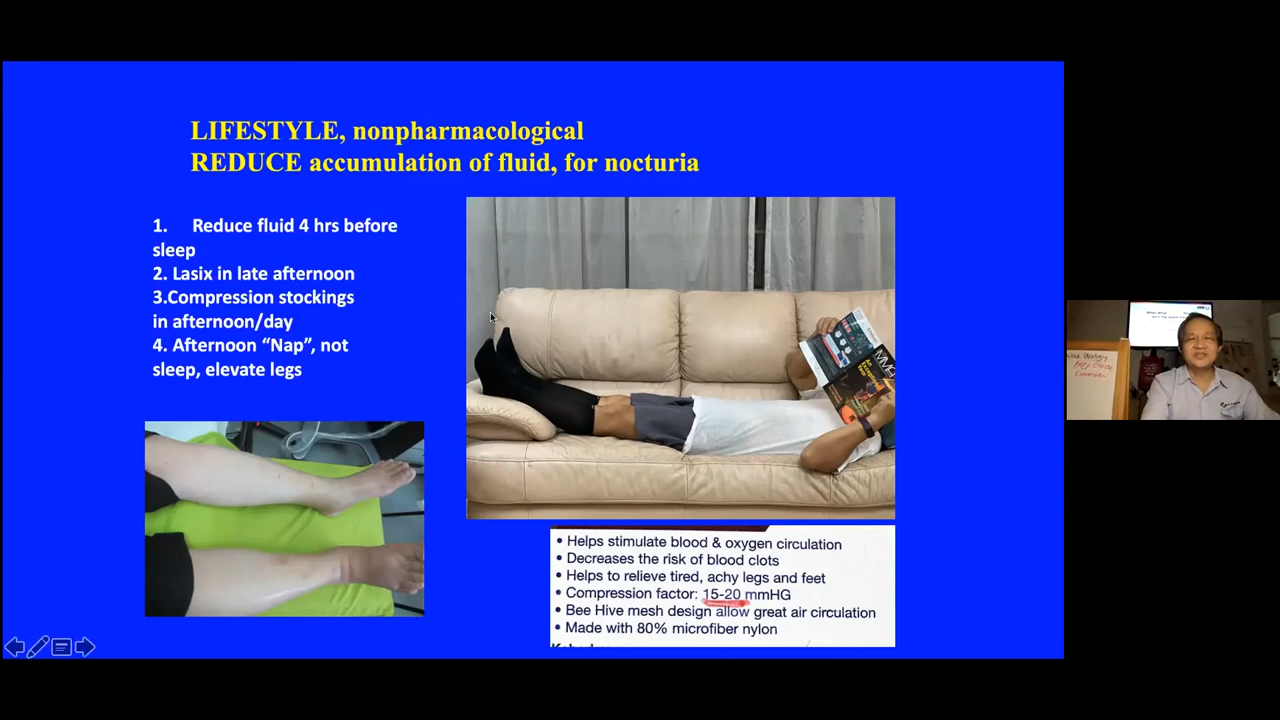 LIFESTYLE, nonpharmacological
REDUCE accumulation of fluid, for nocturia
1. Reduce fluid 4 hrs before
sleep
2. Lasix in late afternoon
3.Compression stockings
in afternoon/day
4. Afternoon “Nap”, not
sleep, elevate legs
• Helps stimulate blood & oxygen circulation
• Decreases the risk of blood clots
• Helps to relieve tired, achy legs and feet
• Compression factor: 15-20 mmHG
• Bee Hive mesh design allow great air circulation
• Made with 80% microfiber nylon